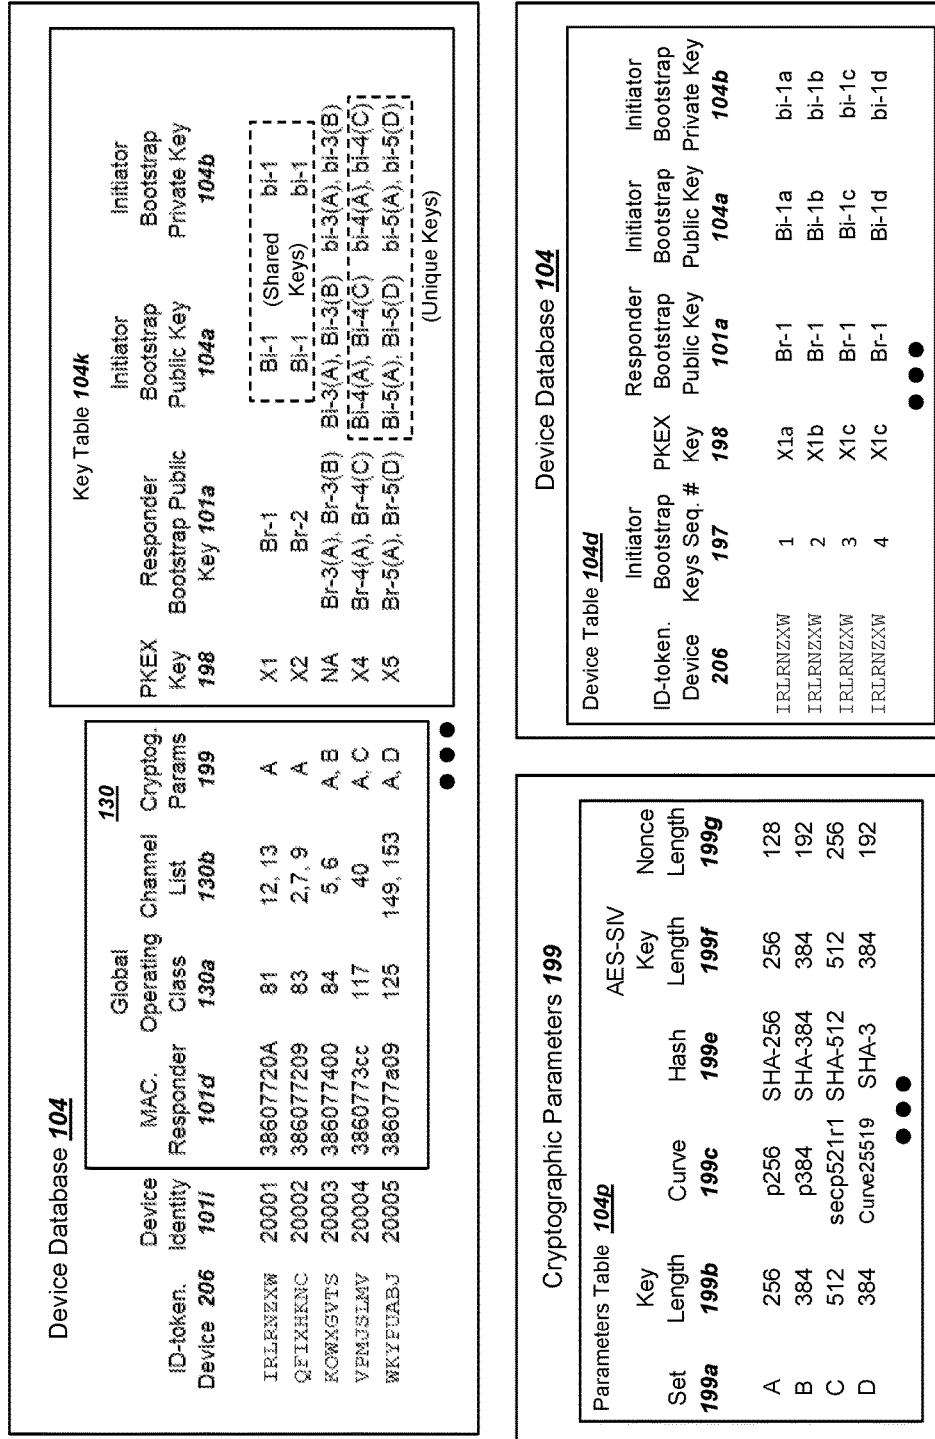 Device Database 104
ID-token. Device 206
Device Identity 101i
MAC. Responder 101d
Global Operating Class 130a
Channel List 130b
Cryptog. Params 199
130
IRLRNZXW 20001 38607720A 81 12, 13 A
QFIXHKNC 20002 386077209 83 2,7, 9 A
KOWXGVTS 20003 386077400 84 5, 6 A, B
VPMJSLMV 20004 3860773cc 117 40 A, C
WKYFUABJ 20005 386077a09 125 149, 153 A, D
Key Table 104k
PKEX Key 198
Responder Bootstrap Public Key 101a
Initiator Bootstrap Public Key 104a
Initiator Bootstrap Private Key 104b
X1 Br-1 Bi-1 (Shared bi-1
X2 Br-2 Bi-1 Keys) bi-1
NA Br-3(A), Br-3(B) Bi-3(A), Bi-3(B) bi-3(A), bi-3(B)
X4 Br-4(A), Br-4(C) Bi-4(A), Bi-4(C) bi-4(A), bi-4(C)
X5 Br-5(A), Br-5(D) Bi-5(A), Bi-5(D) bi-5(A), bi-5(D)
(Unique Keys)
Cryptographic Parameters 199
Parameters Table 104p
Set 199a
Key Length 199b
Curve 199c
Hash 199e
AES-SIV Key Length 199f
Nonce Length 199g
A 256 p256 SHA-256 256 128
B 384 p384 SHA-384 384 192
C 512 secp521r1 SHA-512 512 256
D 384 Curve25519 SHA-3 384 192
Device Database 104
Device Table 104d
ID-token. Device 206
Initiator Bootstrap Keys Seq. # 197
PKEX Key 198
Responder Bootstrap Public Key 101a
Initiator Bootstrap Public Key 104a
Initiator Bootstrap Private Key 104b
IRLRNZXW 1 X1a Br-1 Bi-1a bi-1a
IRLRNZXW 2 X1b Br-1 Bi-1b bi-1b
IRLRNZXW 3 X1c Br-1 Bi-1c bi-1c
IRLRNZXW 4 X1c Br-1 Bi-1d bi-1d